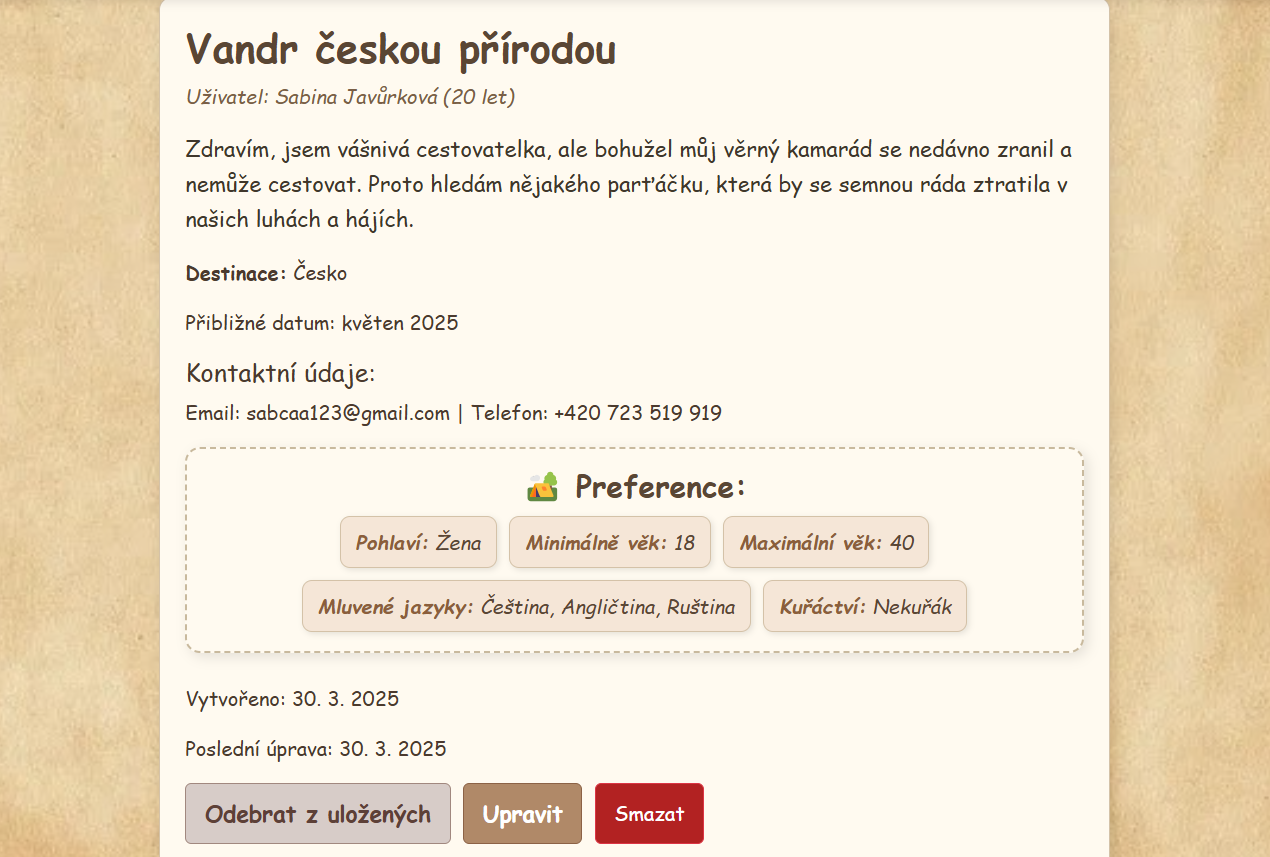 Vandr českou přírodou
Uživatel: Sabina Javůrková (20 let)
Zdravím, jsem vášnivá cestovatelka, ale bohužel můj věrný kamarád se nedávno zranil a
nemůže cestovat. Proto hledám nějakého parťáčku, která by se semnou ráda ztratila v
našich luhách a hájích.
Destinace: Česko
Přibližné datum: květen 2025
Kontaktní údaje:
Email: sabcaa123@gmail.com | Telefon: +420 723 519 919
🏕️ Preference:
Pohlaví: Žena Minimálně věk: 18 Maximální věk: 40
Mluvené jazyky: Čeština, Angličtina, Ruština Kuřáctví: Nekuřák
Vytvořeno: 30. 3. 2025
Poslední úprava: 30. 3. 2025
Odebrat z uložených Upravit Smazat